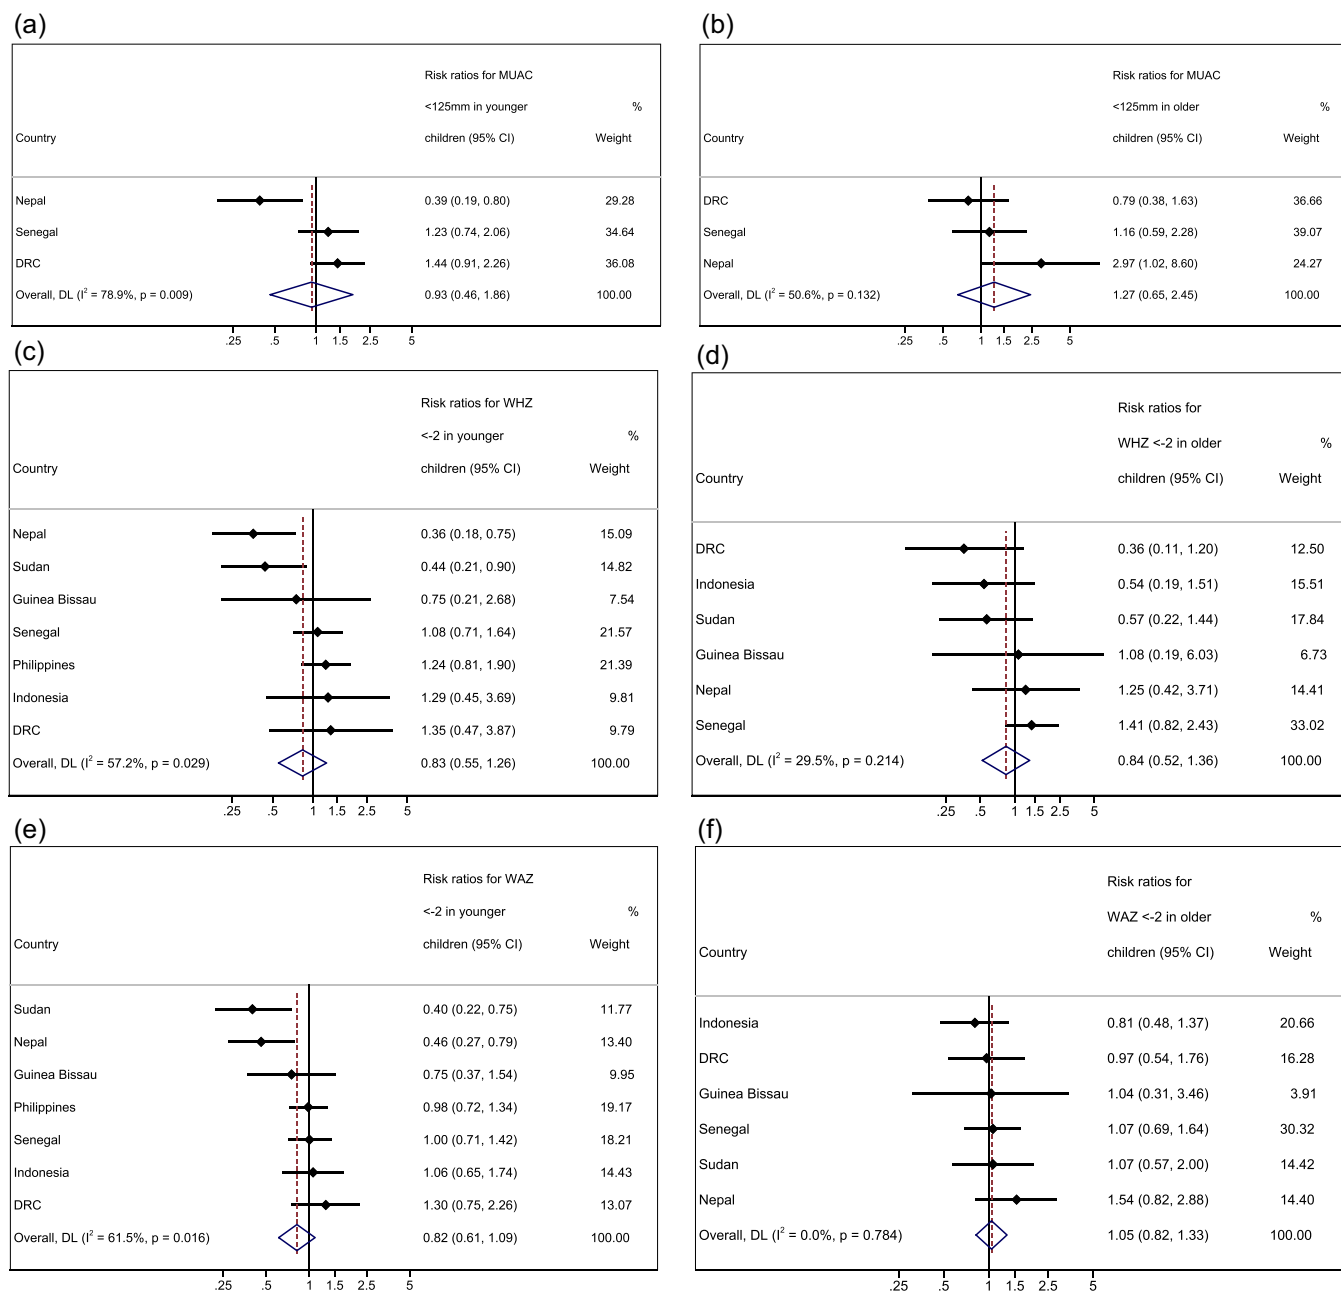 (a)
Risk ratios for MUAC
<125mm in younger %
Country children (95% CI) Weight
Nepal 0.39 (0.19, 0.80) 29.28
Senegal 1.23 (0.74, 2.06) 34.64
DRC 1.44 (0.91, 2.26) 36.08
Overall, DL (I² = 78.9%, p = 0.009) 0.93 (0.46, 1.86) 100.00
.25 .5 1 1.5 2.5 5
(b)
Risk ratios for MUAC
<125mm in older %
Country children (95% CI) Weight
DRC 0.79 (0.38, 1.63) 36.66
Senegal 1.16 (0.59, 2.28) 39.07
Nepal 2.97 (1.02, 8.60) 24.27
Overall, DL (I² = 50.6%, p = 0.132) 1.27 (0.65, 2.45) 100.00
.25 .5 1 1.5 2.5 5
(c)
Risk ratios for WHZ
<-2 in younger %
Country children (95% CI) Weight
Nepal 0.36 (0.18, 0.75) 15.09
Sudan 0.44 (0.21, 0.90) 14.82
Guinea Bissau 0.75 (0.21, 2.68) 7.54
Senegal 1.08 (0.71, 1.64) 21.57
Philippines 1.24 (0.81, 1.90) 21.39
Indonesia 1.29 (0.45, 3.69) 9.81
DRC 1.35 (0.47, 3.87) 9.79
Overall, DL (I² = 57.2%, p = 0.029) 0.83 (0.55, 1.26) 100.00
.25 .5 1 1.5 2.5 5
(d)
Risk ratios for
WHZ <-2 in older %
Country children (95% CI) Weight
DRC 0.36 (0.11, 1.20) 12.50
Indonesia 0.54 (0.19, 1.51) 15.51
Sudan 0.57 (0.22, 1.44) 17.84
Guinea Bissau 1.08 (0.19, 6.03) 6.73
Nepal 1.25 (0.42, 3.71) 14.41
Senegal 1.41 (0.82, 2.43) 33.02
Overall, DL (I² = 29.5%, p = 0.214) 0.84 (0.52, 1.36) 100.00
.25 .5 1 1.5 2.5 5
(e)
Risk ratios for WAZ
<-2 in younger %
Country children (95% CI) Weight
Sudan 0.40 (0.22, 0.75) 11.77
Nepal 0.46 (0.27, 0.79) 13.40
Guinea Bissau 0.75 (0.37, 1.54) 9.95
Philippines 0.98 (0.72, 1.34) 19.17
Senegal 1.00 (0.71, 1.42) 18.21
Indonesia 1.06 (0.65, 1.74) 14.43
DRC 1.30 (0.75, 2.26) 13.07
Overall, DL (I² = 61.5%, p = 0.016) 0.82 (0.61, 1.09) 100.00
.25 .5 1 1.5 2.5 5
(f)
Risk ratios for
WAZ <-2 in older %
Country children (95% CI) Weight
Indonesia 0.81 (0.48, 1.37) 20.66
DRC 0.97 (0.54, 1.76) 16.28
Guinea Bissau 1.04 (0.31, 3.46) 3.91
Senegal 1.07 (0.69, 1.64) 30.32
Sudan 1.07 (0.57, 2.00) 14.42
Nepal 1.54 (0.82, 2.88) 14.40
Overall, DL (I² = 0.0%, p = 0.784) 1.05 (0.82, 1.33) 100.00
.25 .5 1 1.5 2.5 5